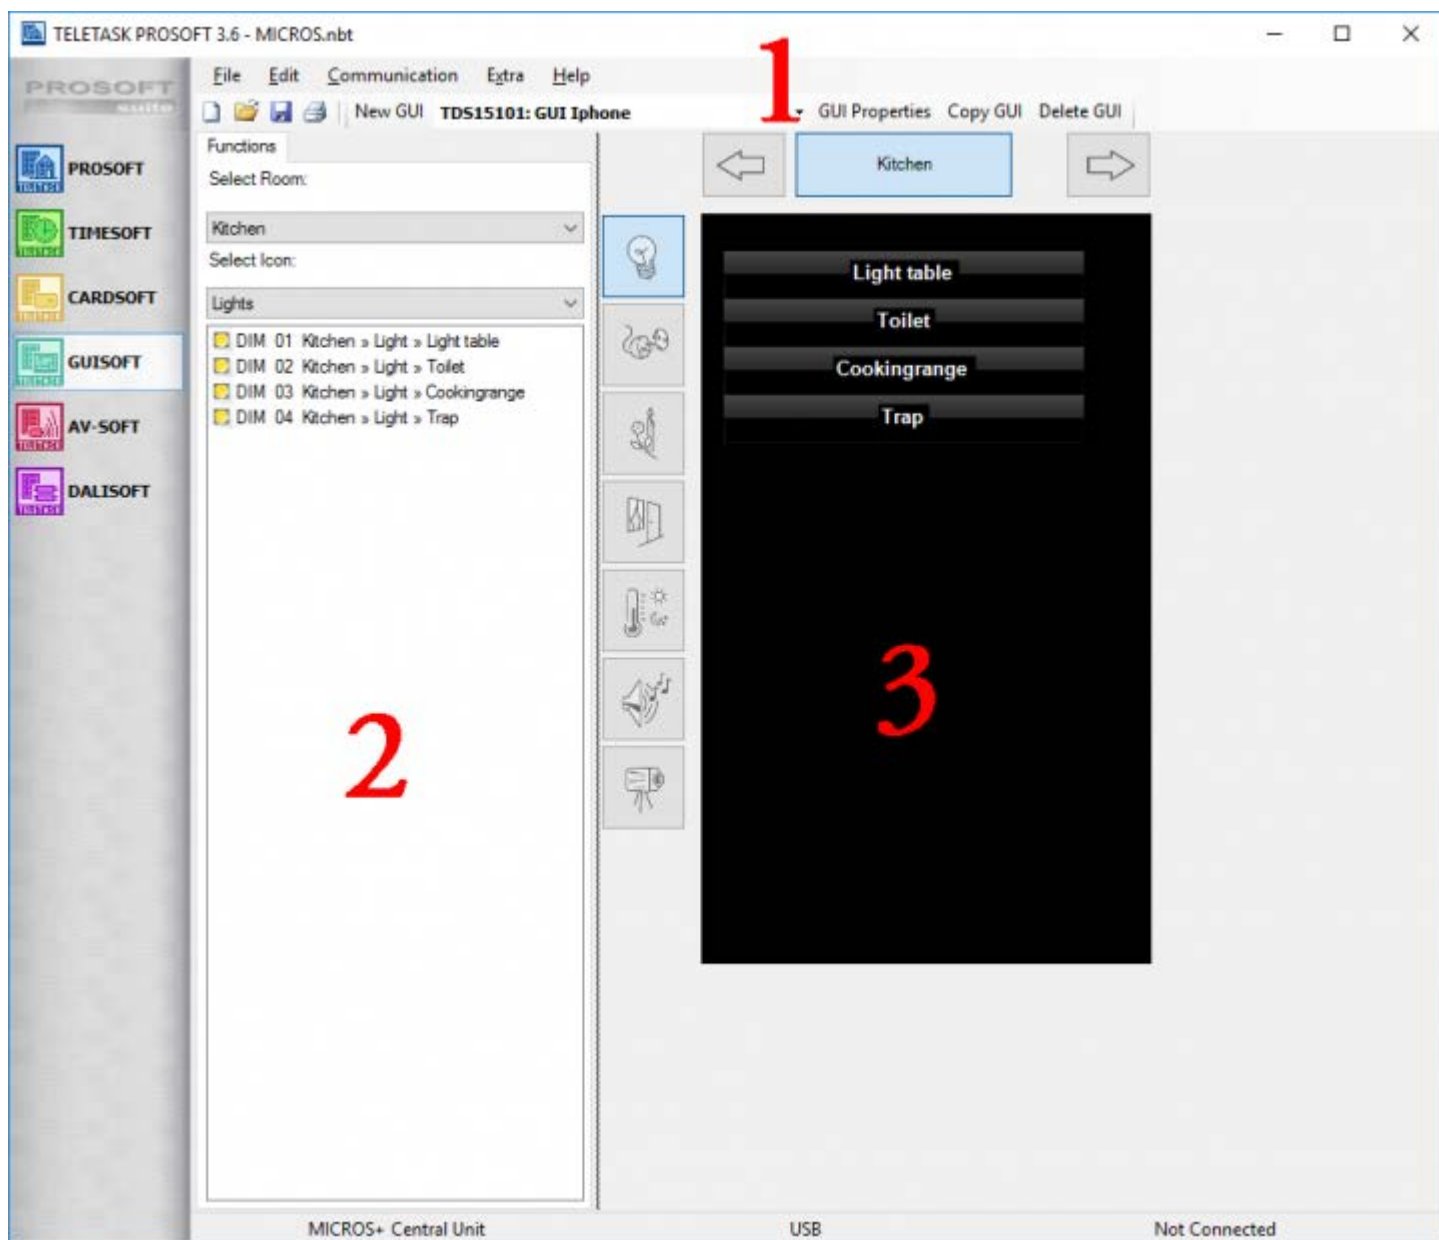 TELETASK PROSOFT 3.6 - MICROS.nbt
PROSOFT
suite
File Edit Communication Extra Help
New GUI TDS15101: GUI Iphone GUI Properties Copy GUI Delete GUI
1
PROSOFT
TIMESOFT
CARDSOFT
GUISOFT
AV-SOFT
DALISOFT
Functions
Select Room:
Kitchen
Select Icon:
Lights
DIM 01 Kitchen » Light » Light table
DIM 02 Kitchen » Light » Toilet
DIM 03 Kitchen » Light » Cookingrange
DIM 04 Kitchen » Light » Trap
2
Kitchen
Light table
Toilet
Cookingrange
Trap
3
MICROS+ Central Unit USB Not Connected